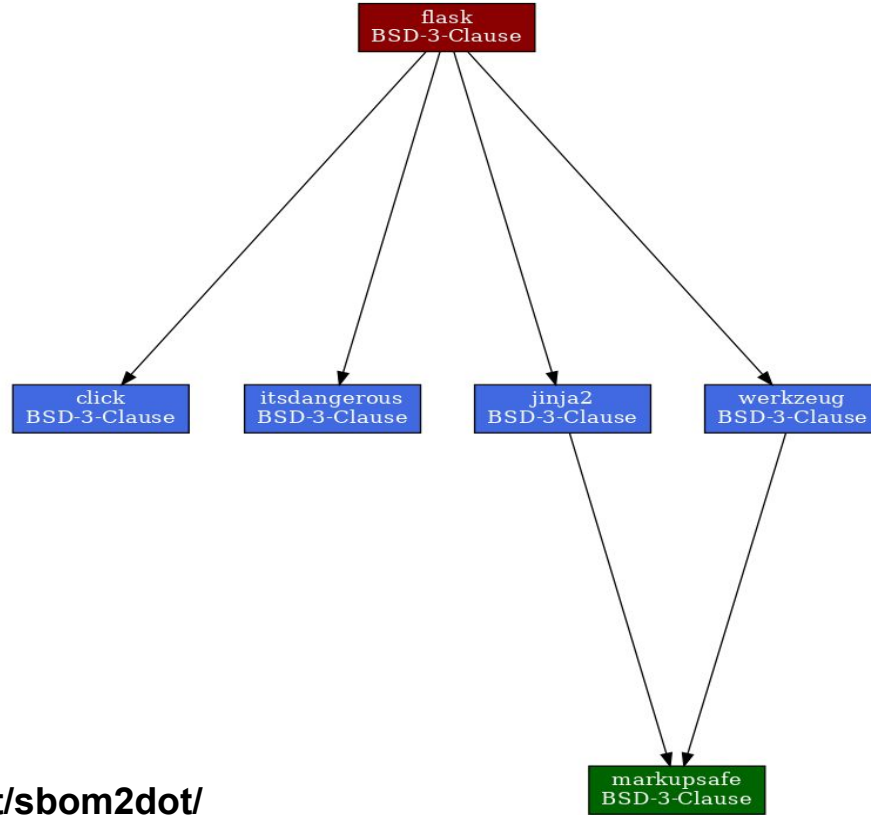 flask
BSD-3-Clause
click
BSD-3-Clause
itsdangerous
BSD-3-Clause
jinja2
BSD-3-Clause
werkzeug
BSD-3-Clause
markupsafe
BSD-3-Clause
t/sbom2dot/